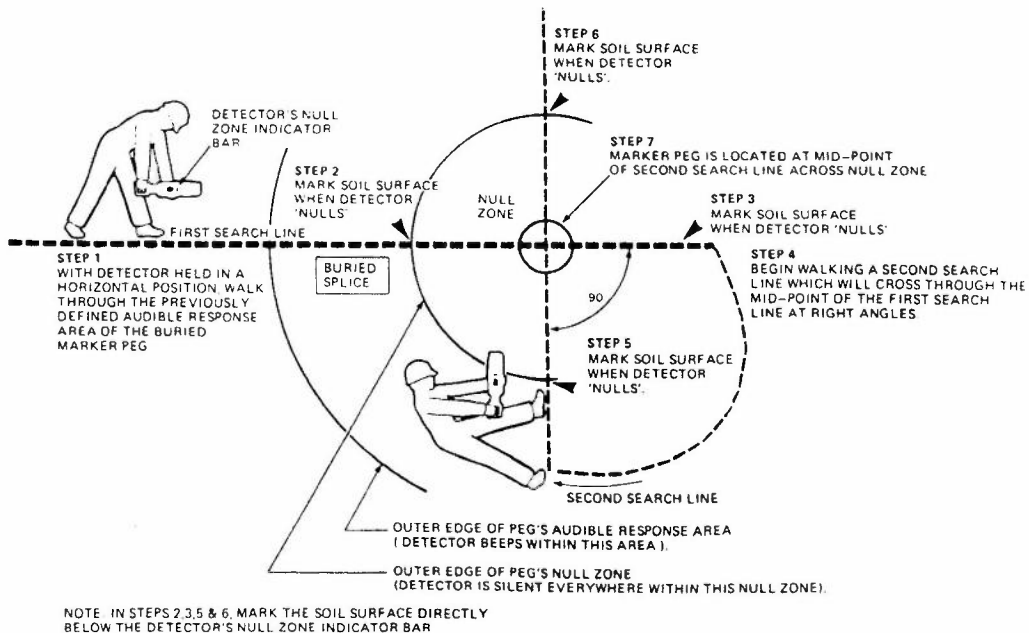 STEP 6
MARK SOIL SURFACE
WHEN DETECTOR
'NULLS'.
DETECTOR'S NULL
ZONE INDICATOR
BAR
STEP 7
MARKER PEG IS LOCATED AT MID-POINT
OF SECOND SEARCH LINE ACROSS NULL ZONE
STEP 2
MARK SOIL SURFACE
WHEN DETECTOR
'NULLS'
NULL
ZONE
STEP 3
MARK SOIL SURFACE
WHEN DETECTOR 'NULLS'
FIRST SEARCH LINE
STEP 1
WITH DETECTOR HELD IN A
HORIZONTAL POSITION, WALK
THROUGH THE PREVIOUSLY
DEFINED AUDIBLE RESPONSE
AREA OF THE BURIED
MARKER PEG
BURIED
SPLICE
90
STEP 4
BEGIN WALKING A SECOND SEARCH
LINE WHICH WILL CROSS THROUGH THE
MID-POINT OF THE FIRST SEARCH
LINE AT RIGHT ANGLES
STEP 5
MARK SOIL SURFACE
WHEN DETECTOR
'NULLS'.
SECOND SEARCH LINE
OUTER EDGE OF PEG'S AUDIBLE RESPONSE AREA
( DETECTOR BEEPS WITHIN THIS AREA ).
OUTER EDGE OF PEG'S NULL ZONE
(DETECTOR IS SILENT EVERYWHERE WITHIN THIS NULL ZONE).
NOTE: IN STEPS 2,3,5 & 6, MARK THE SOIL SURFACE DIRECTLY
BELOW THE DETECTOR'S NULL ZONE INDICATOR BAR